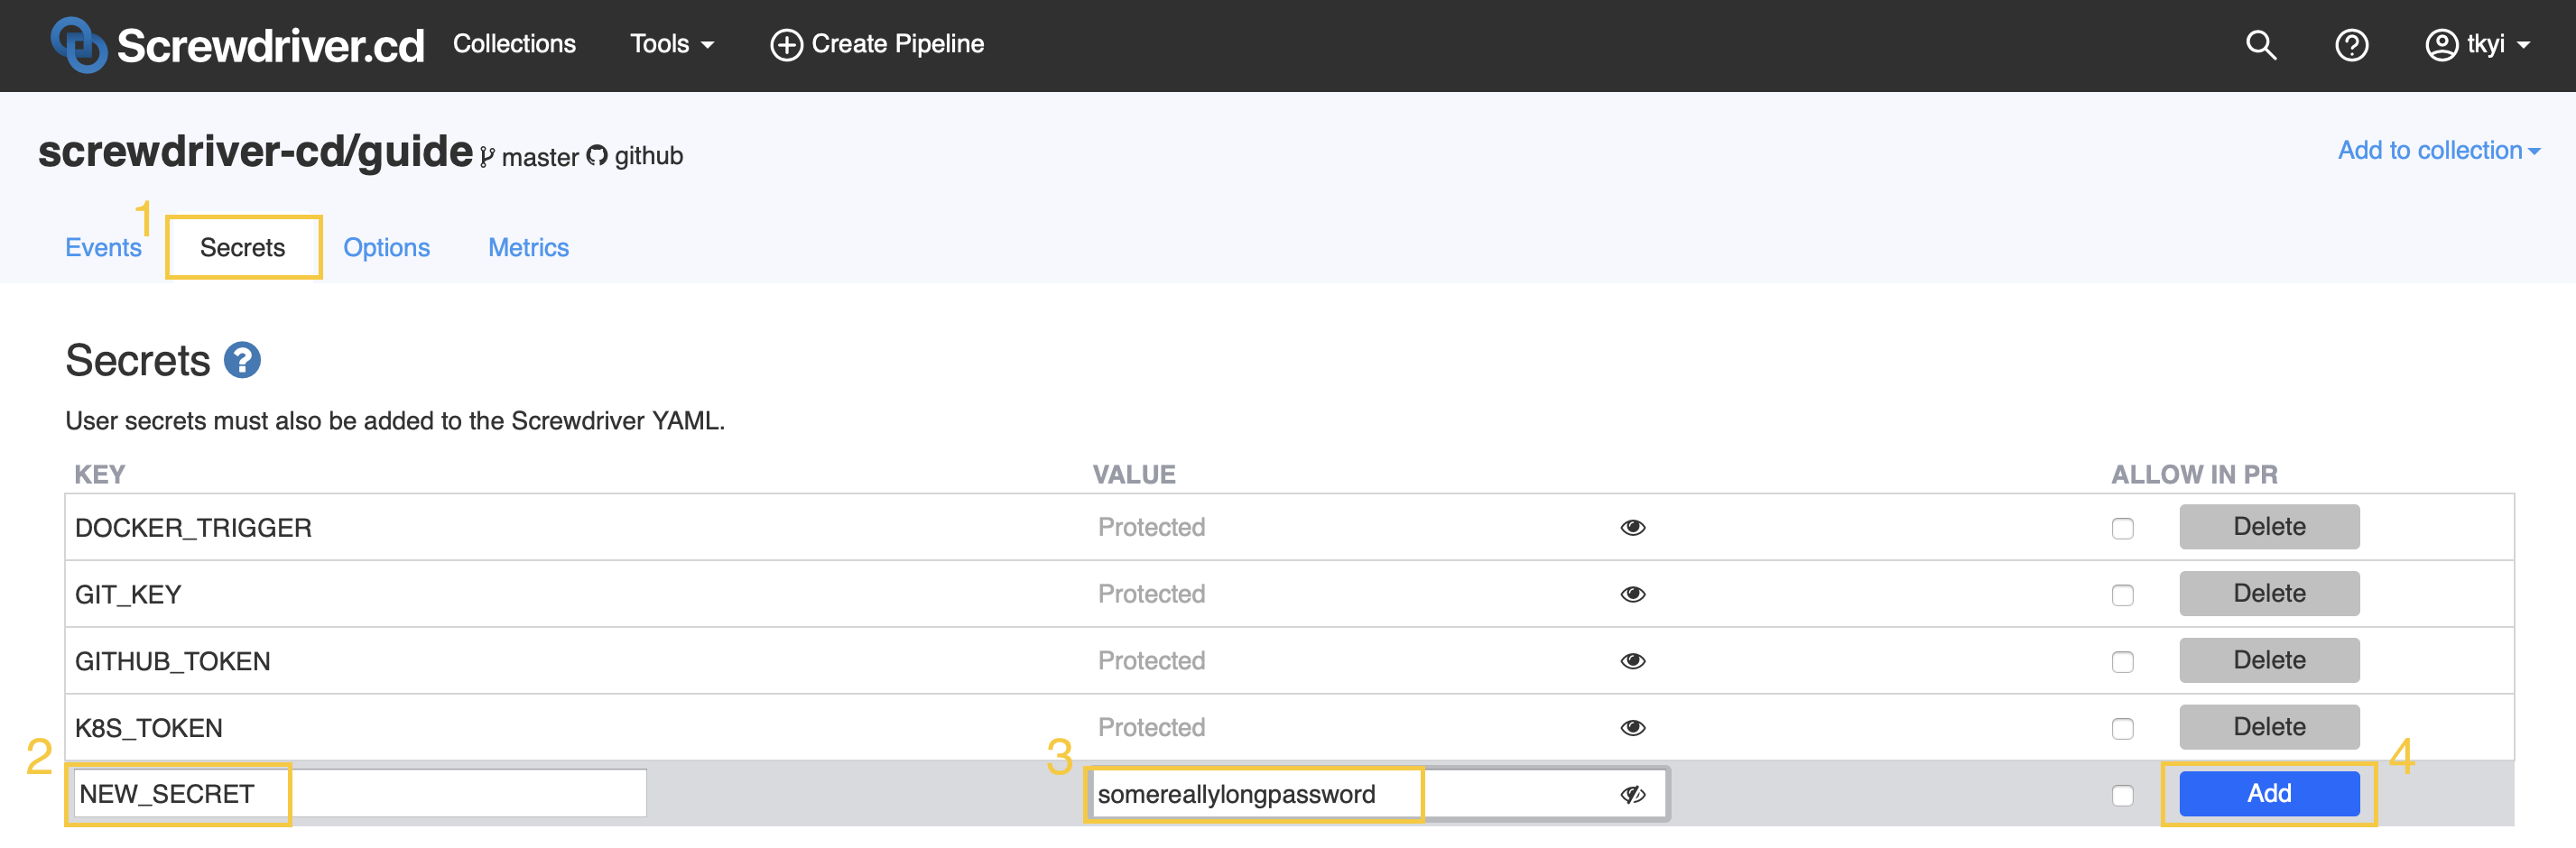 Screwdriver.cd Collections Tools Create Pipeline tkyi
screwdriver-cd/guide master github Add to collection
1
Events Secrets Options Metrics
Secrets ?
User secrets must also be added to the Screwdriver YAML.
KEY VALUE ALLOW IN PR
DOCKER_TRIGGER Protected Delete
GIT_KEY Protected Delete
GITHUB_TOKEN Protected Delete
K8S_TOKEN Protected Delete
2 3 4
NEW_SECRET somereallylongpassword Add